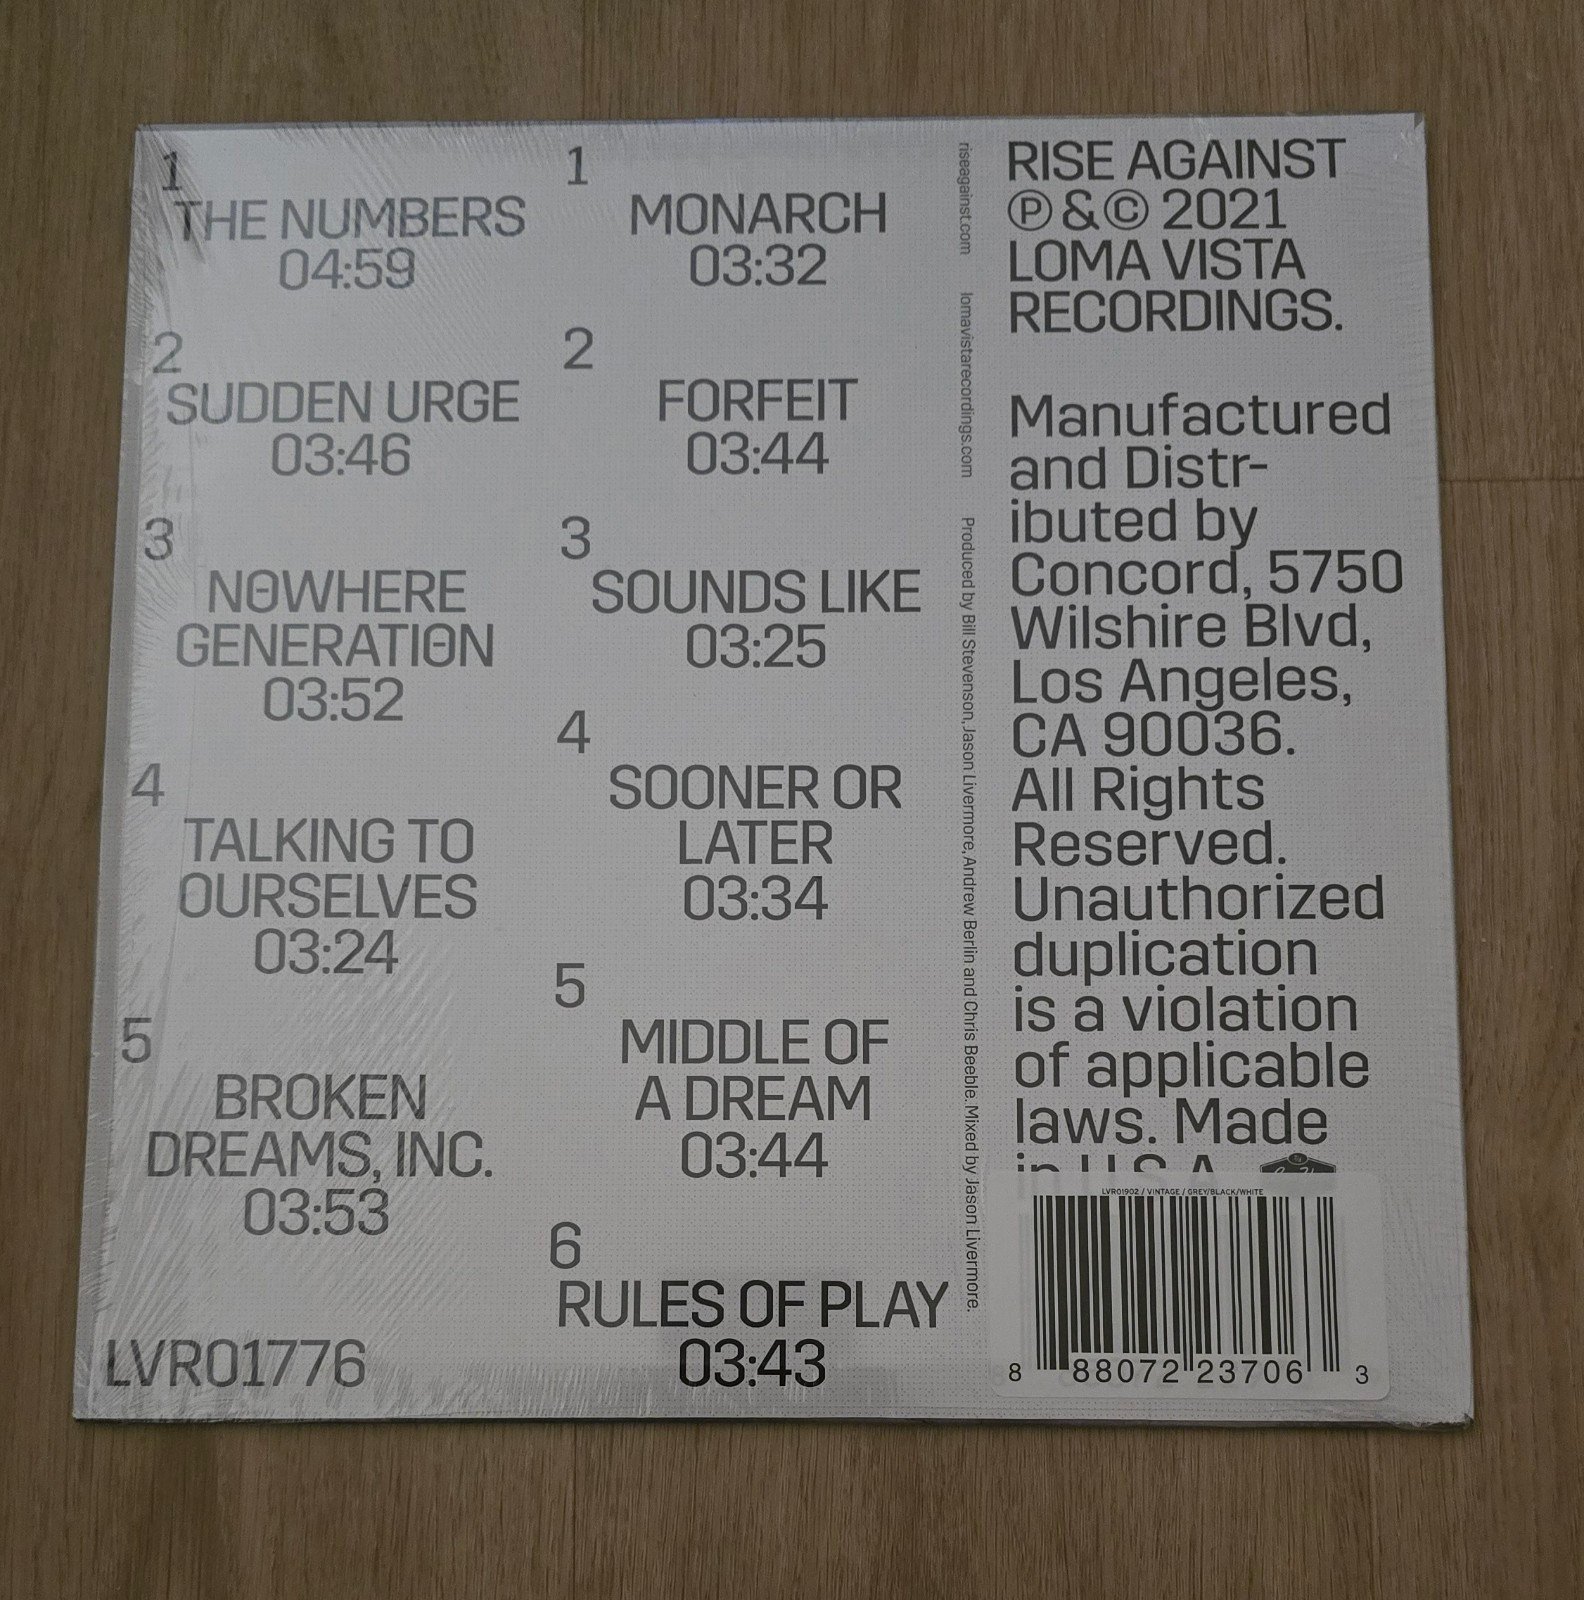 1
THE NUMBERS
04:59
2
SUDDEN URGE
03:46
3
NOWHERE
GENERATION
03:52
4
TALKING TO
OURSELVES
03:24
5
BROKEN
DREAMS, INC.
03:53
LVR01776
1
MONARCH
03:32
2
FORFEIT
03:44
3
SOUNDS LIKE
03:25
4
SOONER OR
LATER
03:34
5
MIDDLE OF
A DREAM
03:44
6
RULES OF PLAY
03:43
riseagainst.com lomavistarecordings.com Produced by Bill Stevenson, Jason Livermore, Andrew Berlin and Chris Beeble. Mixed by Jason Livermore.
RISE AGAINST
Ⓟ & © 2021
LOMA VISTA
RECORDINGS.
Manufactured
and Distr-
ibuted by
Concord, 5750
Wilshire Blvd,
Los Angeles,
CA 90036.
All Rights
Reserved.
Unauthorized
duplication
is a violation
of applicable
laws. Made
in U.S.A.
LVR01902 / VINTAGE / GREY/BLACK/WHITE
8 88072 23706 3